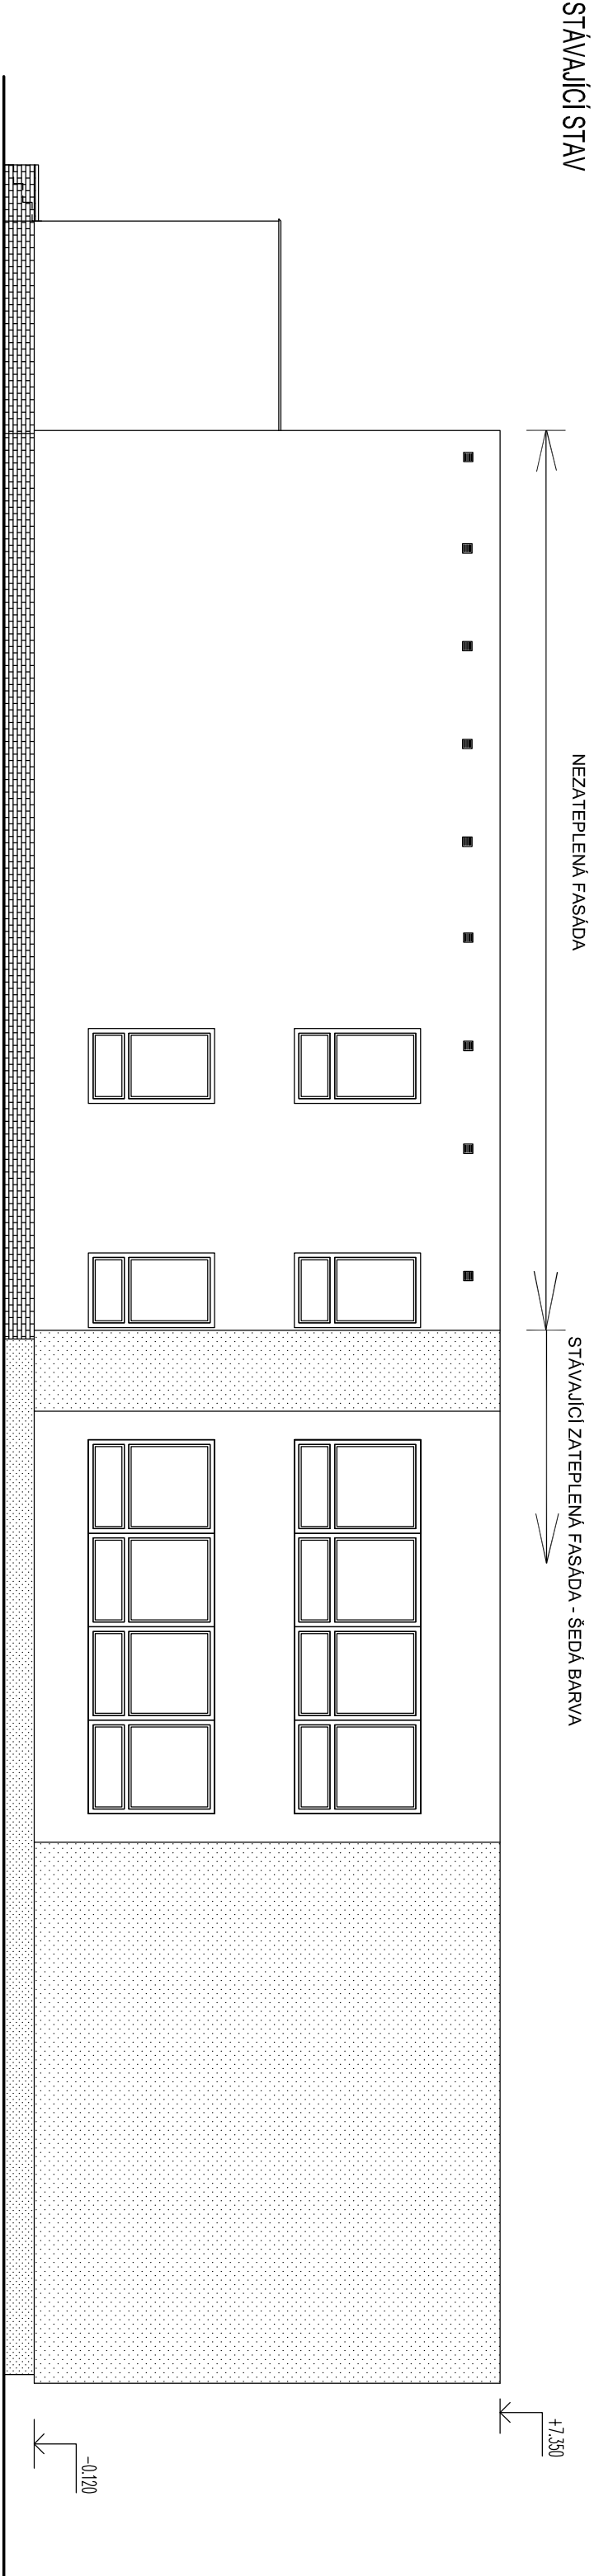 STÁVAJÍCÍ STAV
NEZATEPLENÁ FASÁDA
STÁVAJÍCÍ ZATEPLENÁ FASÁDA - ŠEDÁ BARVA
+7.350
-0.120